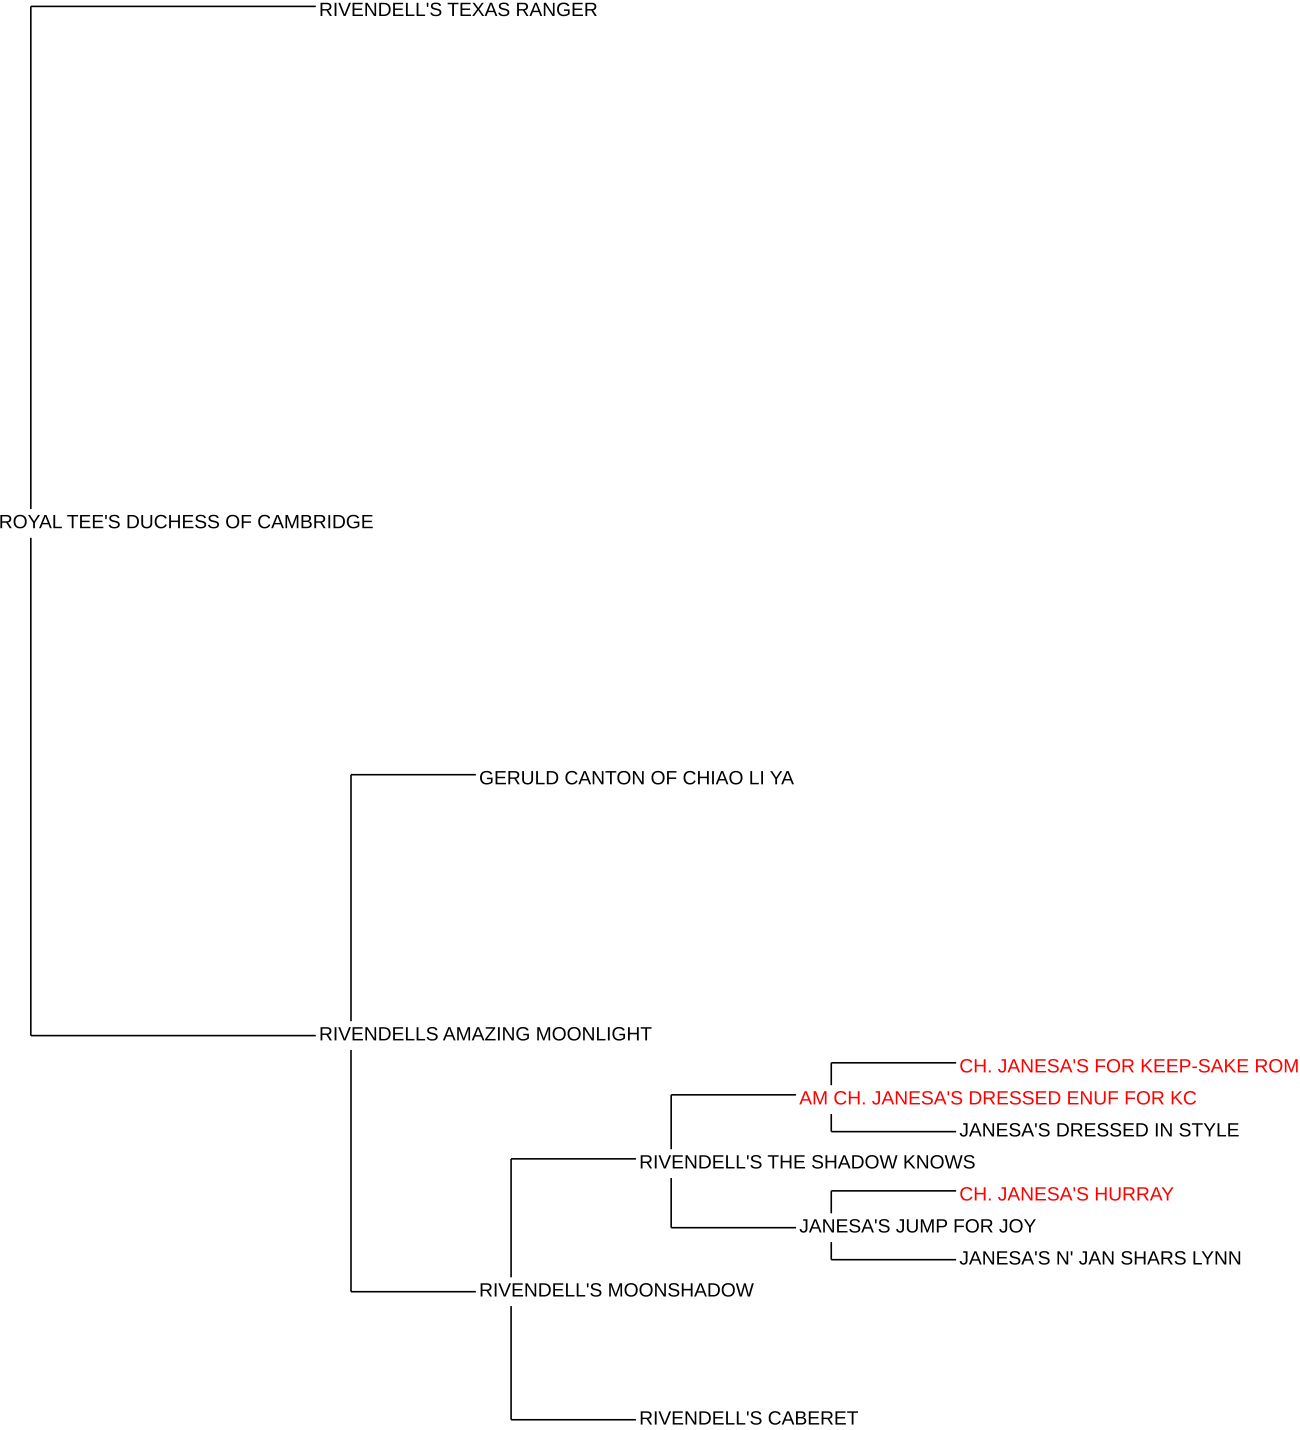 RIVENDELL'S TEXAS RANGER
ROYAL TEE'S DUCHESS OF CAMBRIDGE
GERULD CANTON OF CHIAO LI YA
RIVENDELLS AMAZING MOONLIGHT
CH. JANESA'S FOR KEEP-SAKE ROM
AM CH. JANESA'S DRESSED ENUF FOR KC
JANESA'S DRESSED IN STYLE
RIVENDELL'S THE SHADOW KNOWS
CH. JANESA'S HURRAY
JANESA'S JUMP FOR JOY
JANESA'S N' JAN SHARS LYNN
RIVENDELL'S MOONSHADOW
RIVENDELL'S CABERET